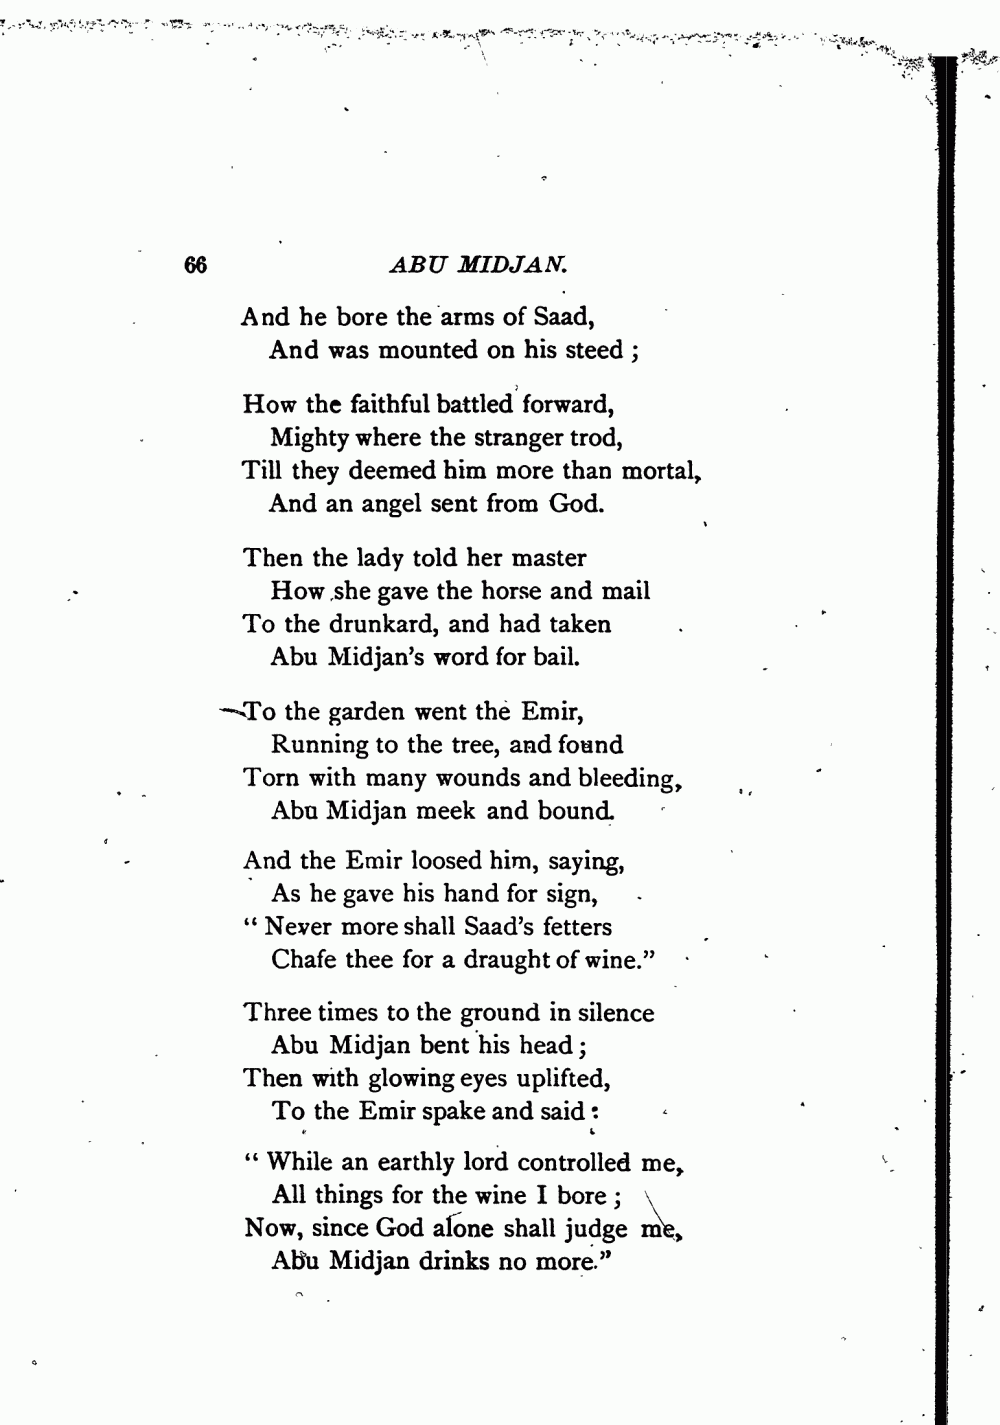 66 ABU MIDJAN.
And he bore the arms of Saad,
And was mounted on his steed ;
How the faithful battled forward,
Mighty where the stranger trod,
Till they deemed him more than mortal,
And an angel sent from God.
Then the lady told her master
How she gave the horse and mail
To the drunkard, and had taken
Abu Midjan's word for bail.
To the garden went the Emir,
Running to the tree, and found
Torn with many wounds and bleeding,
Abu Midjan meek and bound.
And the Emir loosed him, saying,
As he gave his hand for sign,
“ Never more shall Saad's fetters
Chafe thee for a draught of wine.”
Three times to the ground in silence
Abu Midjan bent his head ;
Then with glowing eyes uplifted,
To the Emir spake and said :
“ While an earthly lord controlled me,
All things for the wine I bore ;
Now, since God alone shall judge me,
Abu Midjan drinks no more.”